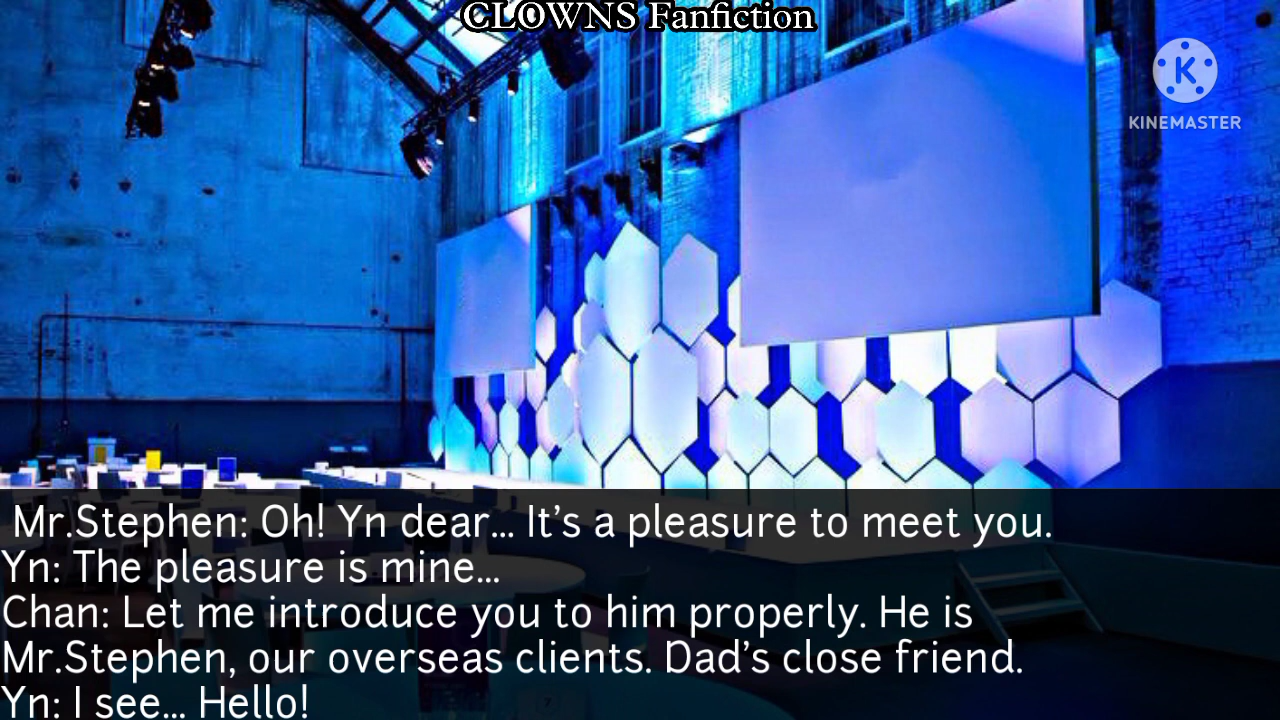 CLOWNS Fanfiction
K
KINEMASTER
Mr.Stephen: Oh! Yn dear... It's a pleasure to meet you.
Yn: The pleasure is mine...
Chan: Let me introduce you to him properly. He is
Mr.Stephen, our overseas clients. Dad's close friend.
Yn: I see... Hello!